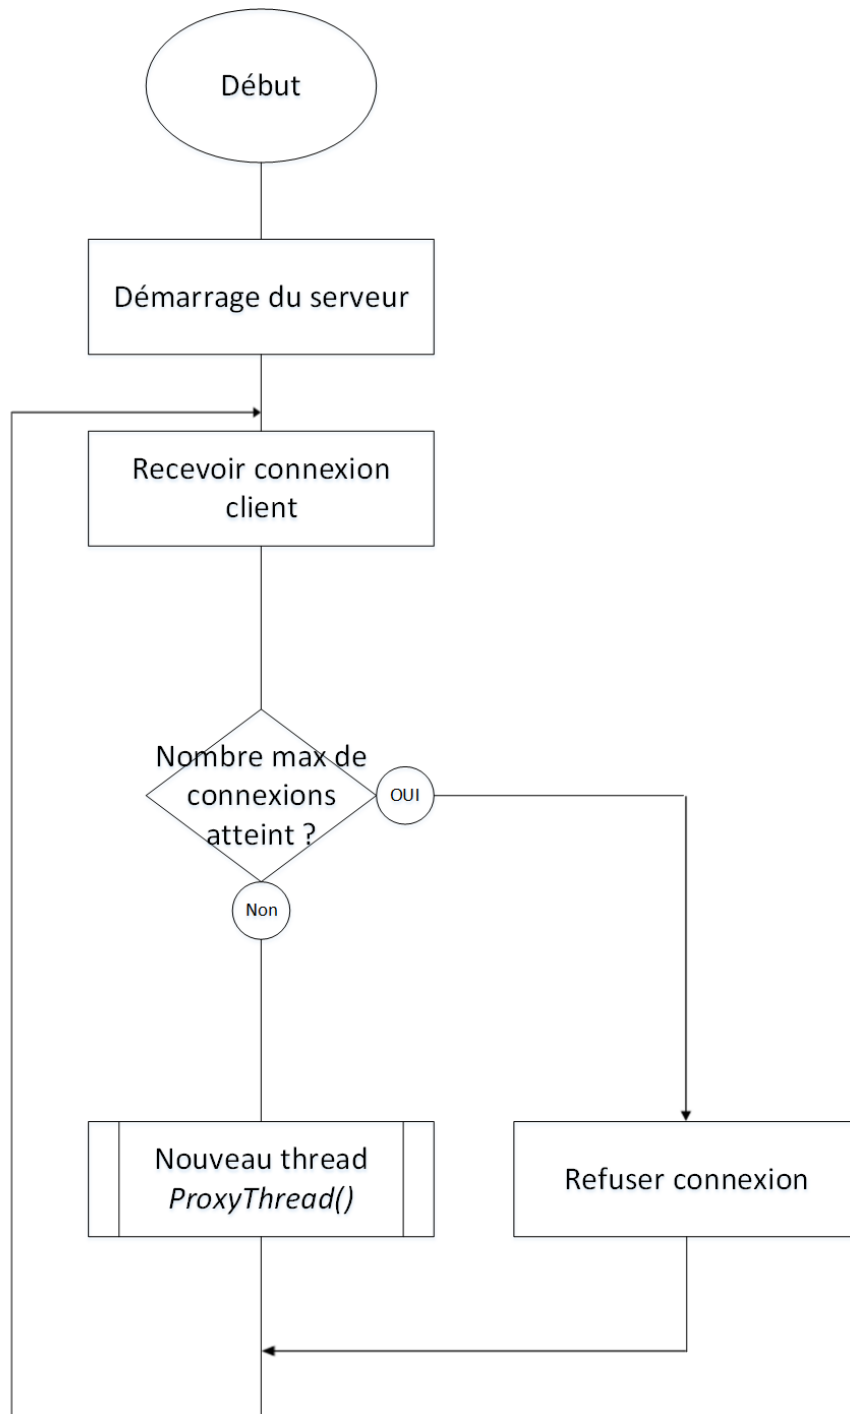 Début
Démarrage du serveur
Recevoir connexion
client
Nombre max de
connexions
atteint ?
OUI
Non
Nouveau thread
ProxyThread()
Refuser connexion